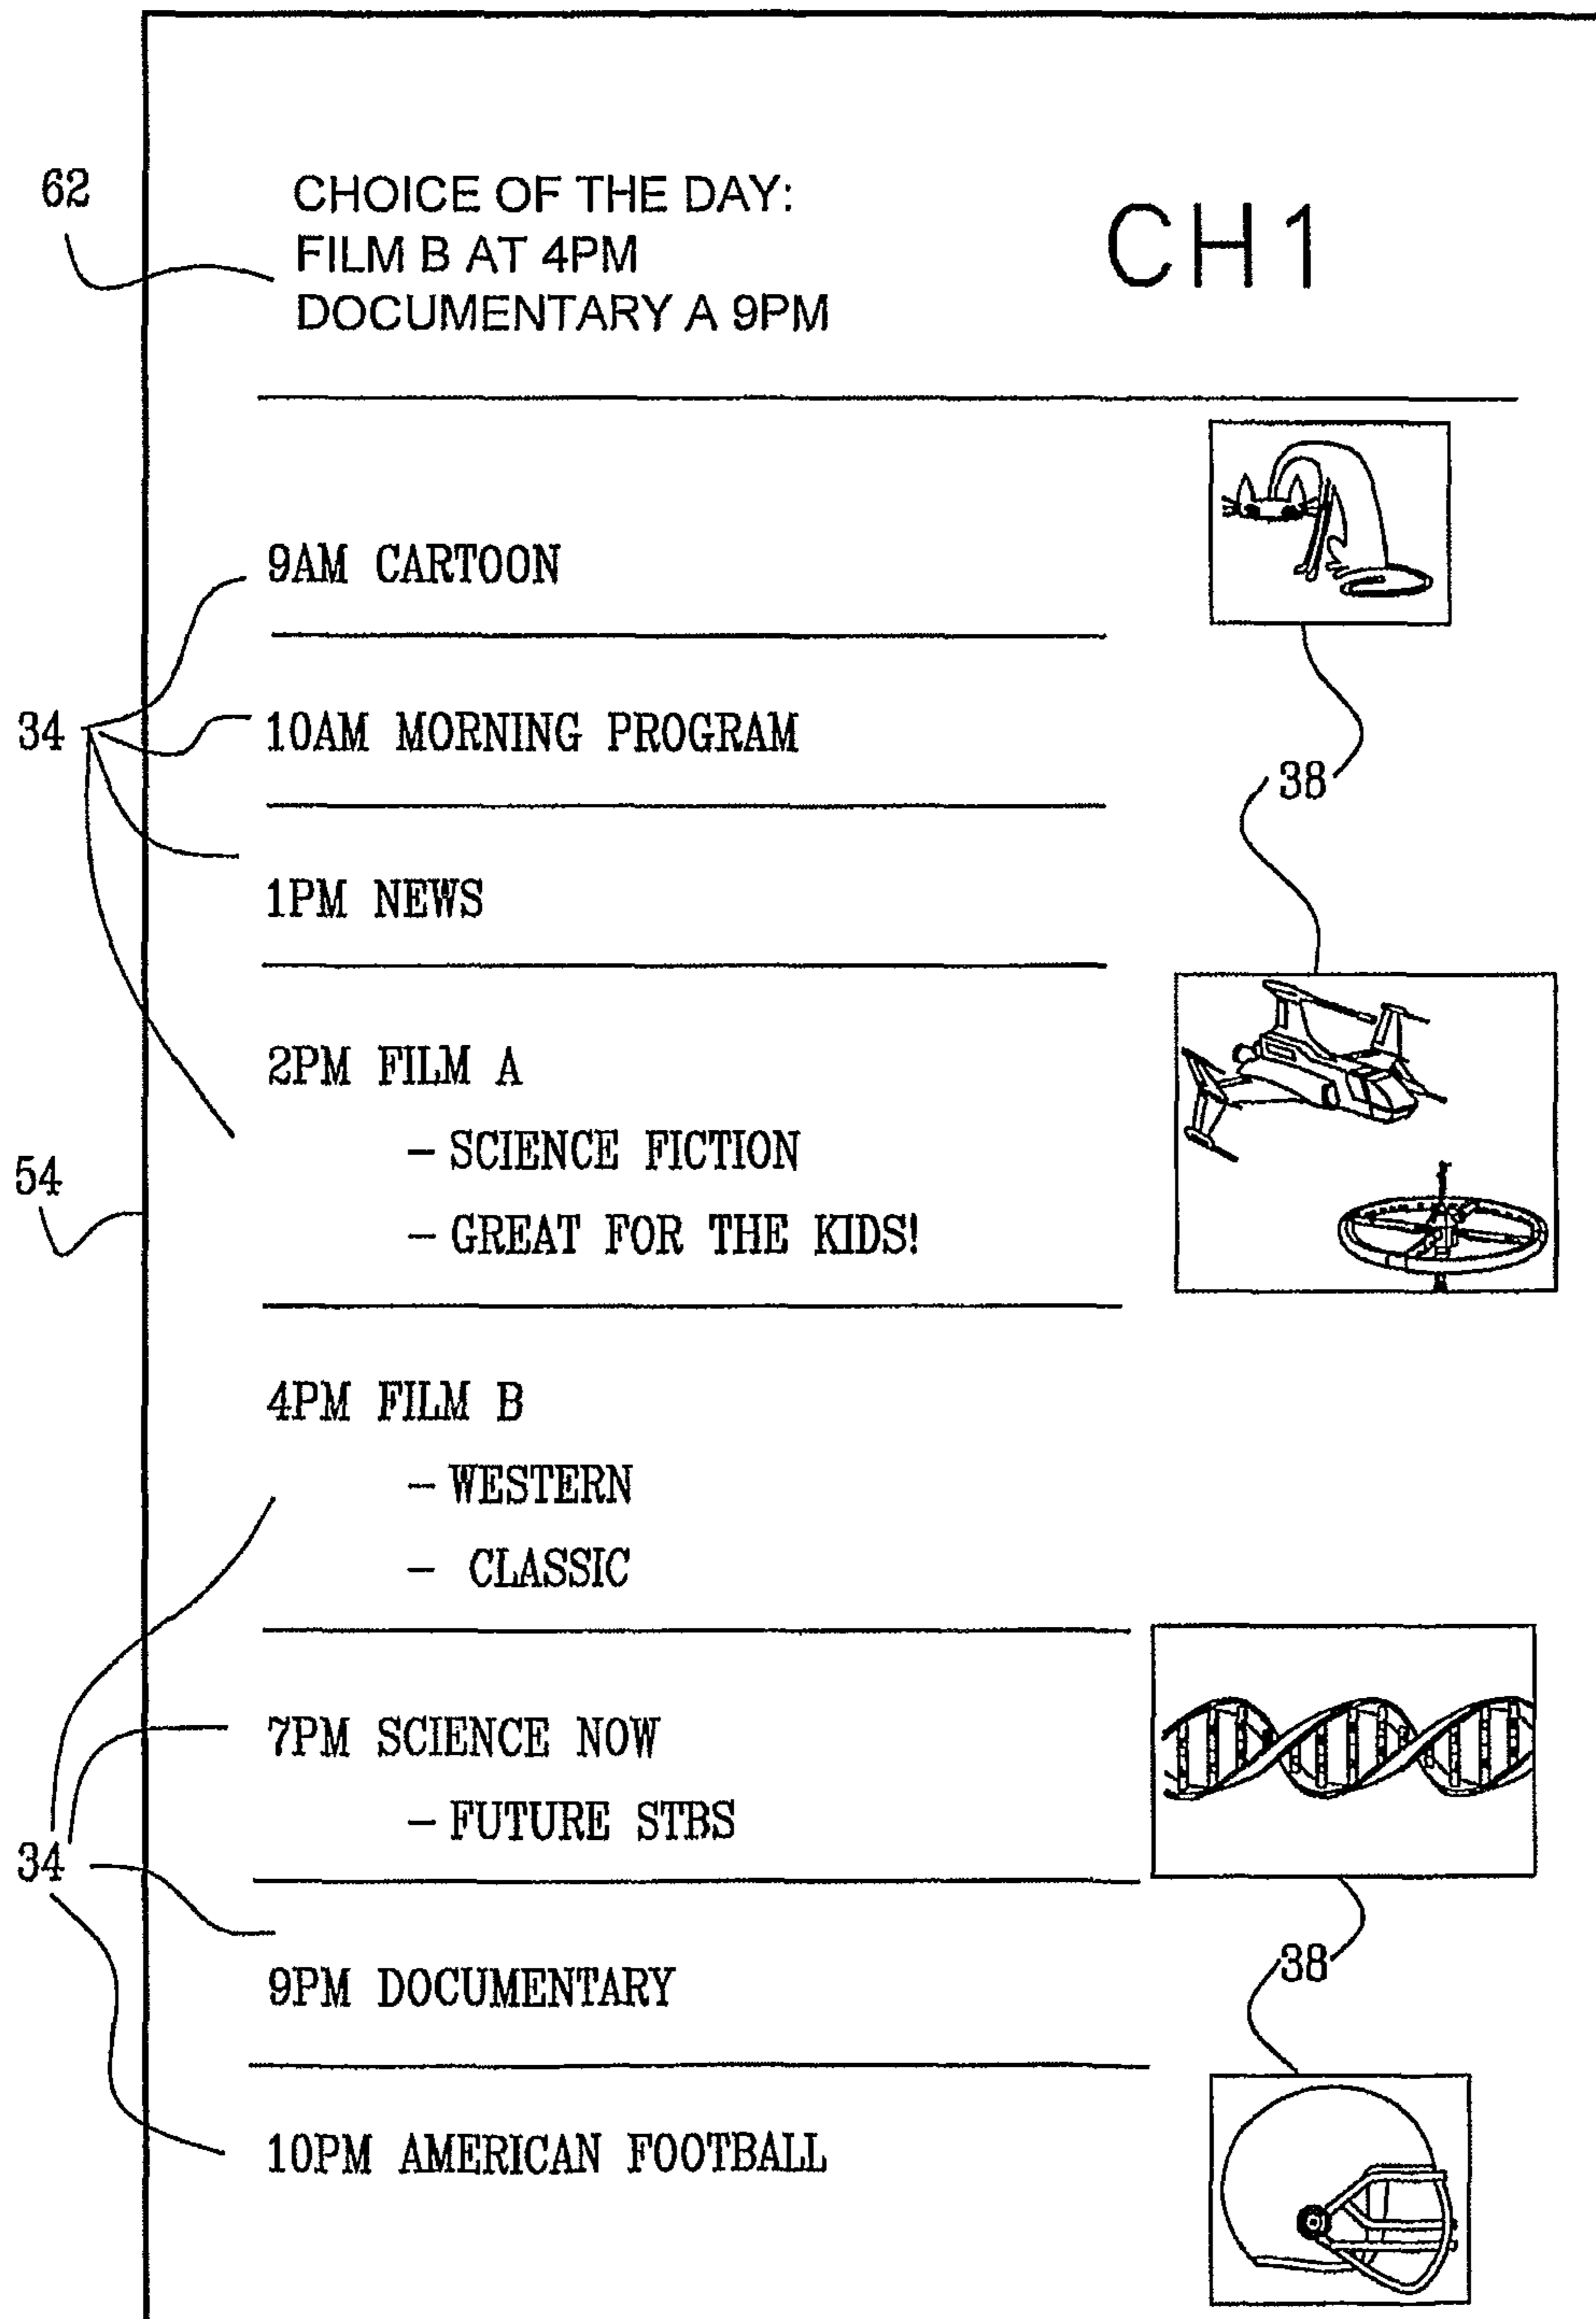 62
CHOICE OF THE DAY:
FILM B AT 4PM
DOCUMENTARY A 9PM
CH1
9AM CARTOON
34
10AM MORNING PROGRAM
38
1PM NEWS
2PM FILM A
– SCIENCE FICTION
54
– GREAT FOR THE KIDS!
4PM FILM B
– WESTERN
– CLASSIC
7PM SCIENCE NOW
– FUTURE STBS
34
9PM DOCUMENTARY
38
10PM AMERICAN FOOTBALL